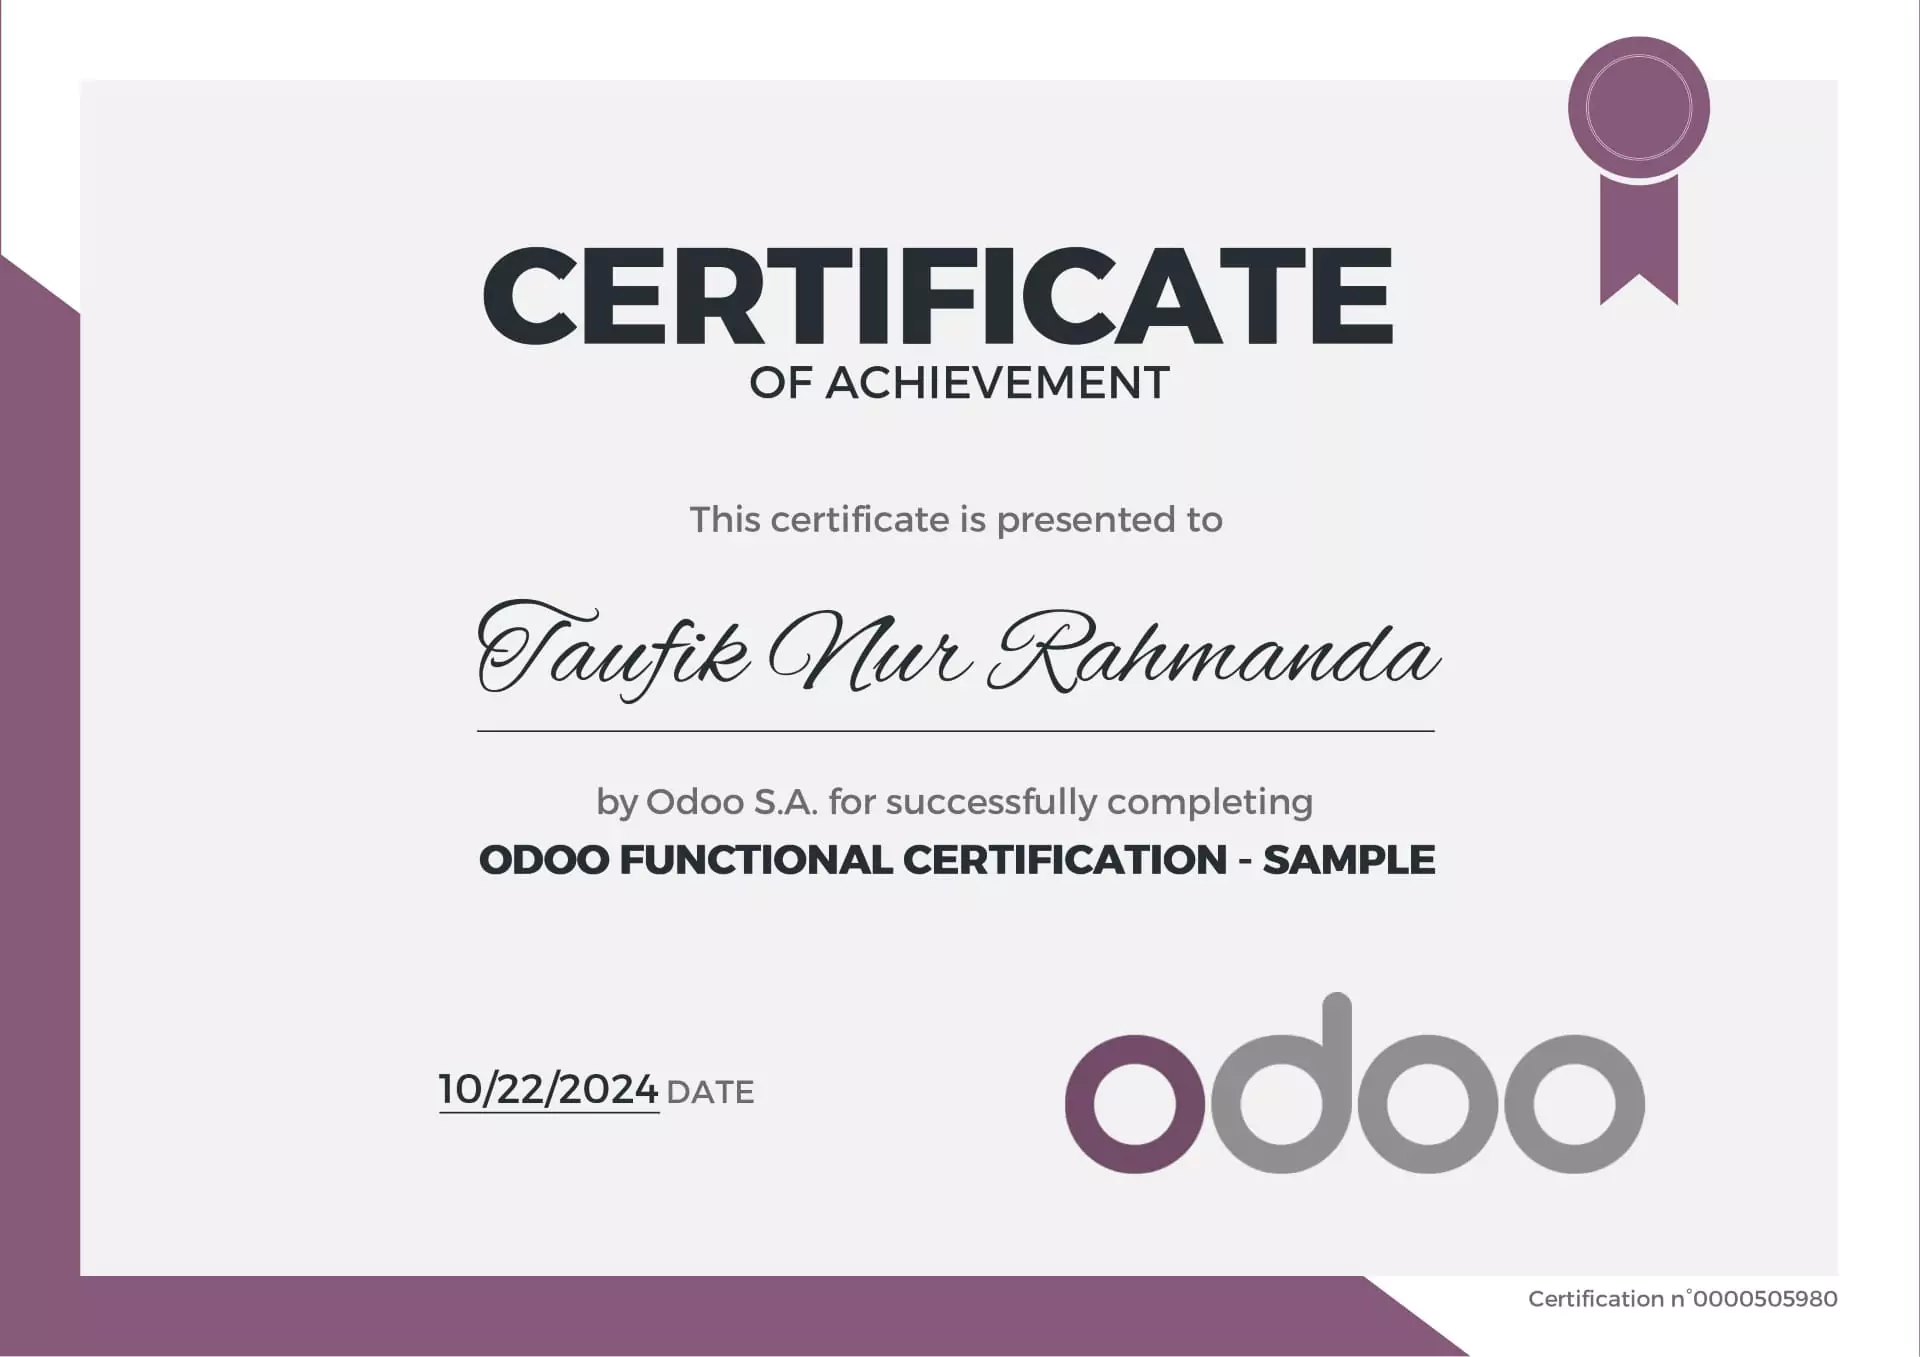 CERTIFICATE
OF ACHIEVEMENT
This certificate is presented to
Taufik Nur Rahmanda
by Odoo S.A. for successfully completing
ODOO FUNCTIONAL CERTIFICATION - SAMPLE
10/22/2024 DATE
odoo
Certification n°0000505980